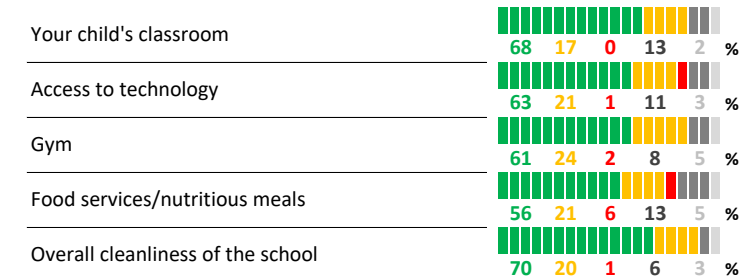 Your child's classroom
68 17 0 13 2 %
Access to technology
63 21 1 11 3 %
Gym
61 24 2 8 5 %
Food services/nutritious meals
56 21 6 13 5 %
Overall cleanliness of the school
70 20 1 6 3 %